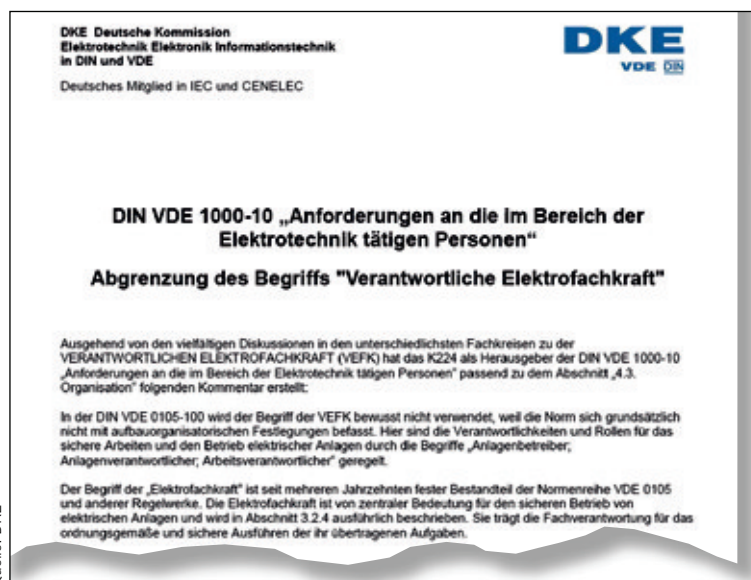 DKE Deutsche Kommission
Elektrotechnik Elektronik Informationstechnik
in DIN und VDE
Deutsches Mitglied in IEC und CENELEC
DKE
VDE DIN
DIN VDE 1000-10 „Anforderungen an die im Bereich der
Elektrotechnik tätigen Personen“
Abgrenzung des Begriffs "Verantwortliche Elektrofachkraft"
Ausgehend von den vielfältigen Diskussionen in den unterschiedlichsten Fachkreisen zu der
VERANTWORTLICHEN ELEKTROFACHKRAFT (VEFK) hat das K224 als Herausgeber der DIN VDE 1000-10
„Anforderungen an die im Bereich der Elektrotechnik tätigen Personen“ passend zu dem Abschnitt „4.3.
Organisation“ folgenden Kommentar erstellt:
In der DIN VDE 0105-100 wird der Begriff der VEFK bewusst nicht verwendet, weil die Norm sich grundsätzlich
nicht mit aufbauorganisatorischen Festlegungen befasst. Hier sind die Verantwortlichkeiten und Rollen für das
sichere Arbeiten und den Betrieb elektrischer Anlagen durch die Begriffe „Anlagenbetreiber;
Anlagenverantwortlicher; Arbeitsverantwortlicher“ geregelt.
Der Begriff der „Elektrofachkraft“ ist seit mehreren Jahrzehnten fester Bestandteil der Normenreihe VDE 0105
und anderer Regelwerke. Die Elektrofachkraft ist von zentraler Bedeutung für den sicheren Betrieb von
elektrischen Anlagen und wird in Abschnitt 3.2.4 ausführlich beschrieben. Sie trägt die Fachverantwortung für das
ordnungsgemäße und sichere Ausführen der ihr übertragenen Aufgaben.